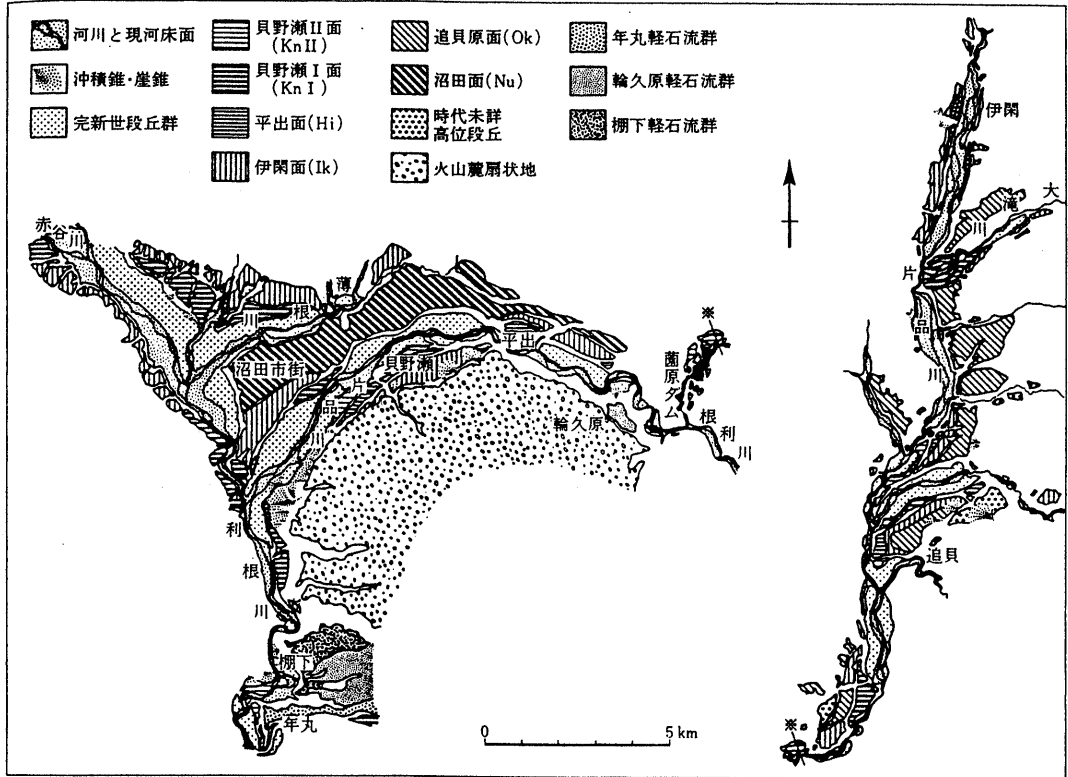 河川と現河床面
沖積錐・崖錐
完新世段丘群
貝野瀬II面
(KnII)
貝野瀬I面
(KnI)
平出面(Hi)
伊閑面(Ik)
追貝原面(Ok)
沼田面(Nu)
時代未詳
高位段丘
火山麓扇状地
年丸軽石流群
輪久原軽石流群
棚下軽石流群
伊閑
大
滝
川
片
品
川
追貝
※
赤谷川
薄
根
川
沼田市街
平出
貝野瀬
片
品
川
輪久原
※
薗原ダム
根
利
川
利
根
川
棚下
年丸
0
5 km
※